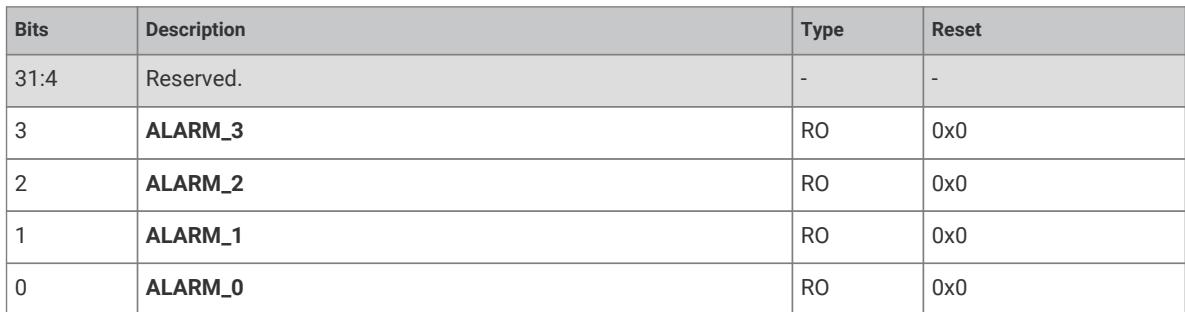 Bits Description Type Reset
31:4 Reserved. - -
3 ALARM_3 RO 0x0
2 ALARM_2 RO 0x0
1 ALARM_1 RO 0x0
0 ALARM_0 RO 0x0